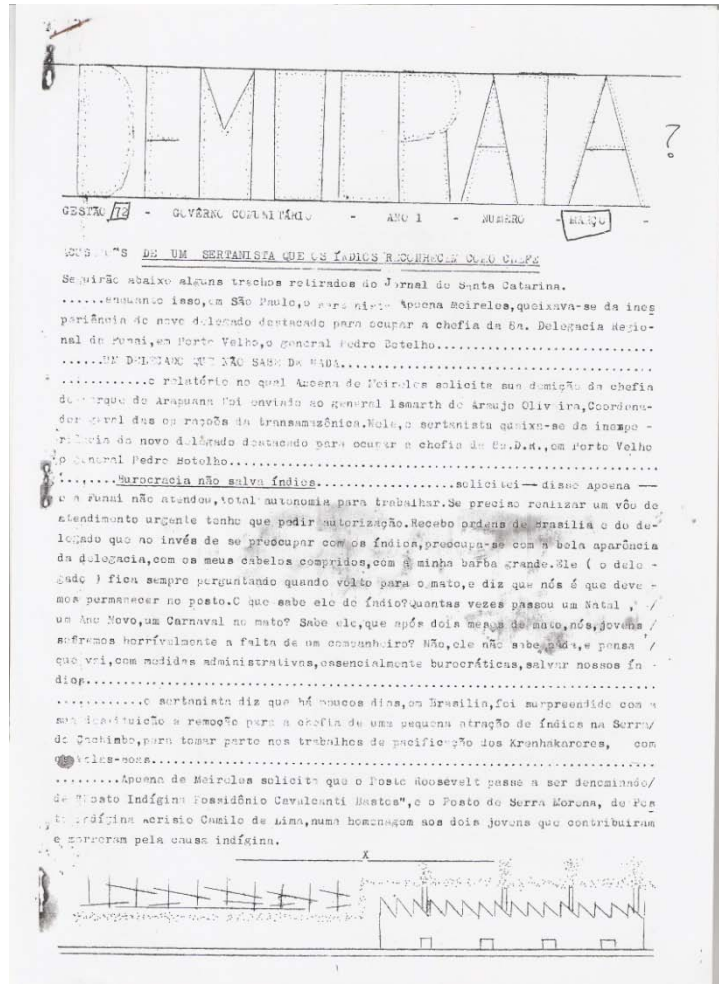 DEMOCRATA ?
GESTÃO 72 - GOVÊRNO COMUNITÁRIO - ANO 1 - NUMERO - MARÇO -
DE UM SERTANISTA QUE OS ÍNDIOS RECONHECEM COMO CHEFE
Seguirão abaixo alguns trechos retirados do Jornal de Santa Catarina.
......enquanto isso,em São Paulo,o Apoena Meireles,queixava-se da inex
periência do novo delegado destacado para ocupar a chefia da 8a. Delegacia Regio-
nal da Funai,em Porto Velho,o general Pedro Botelho...................................
......UM DELEGADO QUE NÃO SABE DE NADA...................................
............o relatório no qual Apoena de Meireles solicita sua demissão da chefia
do Parque do Aripuana foi enviado ao general Ismarth de Araujo Oliveira,Coordena-
dor geral das operações da transamazônica.Nele,o sertanista queixa-se da inexpe -
riência do novo delêgado destacado para ocupar a chefia da 8a.D.R.,em Porto Velho
o general Pedro Botelho...................................
........Burocracia não salva índios....................solicitei— disse apoena —
e a Funai não atendeu,total autonomia para trabalhar.Se preciso realizar um vôo de
atendimento urgente tenho que pedir autorização.Recebo ordens de Brasilia e do de-
legado que ao invés de se preocupar com os índios,preocupa-se com a bela aparência
da delegacia,com os meus cabelos compridos,com a minha barba grande.Ele ( o dele -
gado ) fica sempre perguntando quando volto para o mato,e diz que nós é que deve -
mos permanecer no posto.O que sabe ele de índio?Quantas vezes passou um Natal , /
um Ano Novo,um Carnaval no mato? Sabe ele,que após dois meses de mato,nós,jovens /
sofremos horrívelmente a falta de um companheiro? Não,ele não sabe nada,e pensa /
que vai,com medidas administrativas,essencialmente burocráticas,salvar nossos ín -
dios...................................
............o sertanista diz que há poucos dias,em Brasilia,foi surpreendido com a
sua destituição a remoção para a chefia de uma pequena atração de índios na Serra/
do Cachimbo,para tomar parte nos trabalhos de pacificação dos Krenhakarores, com
os
.........Apoena de Meireles solicita que o Posto Roosevelt passe a ser denominado/
de "Posto Indígina Possidônio Cavalcanti Bastos",e o Posto de Serra Morena, de Pos
to Indígina Acrisio Camilo de Lima,numa homenagem aos dois jovens que contribuiram
e morreram pela causa indígina.
X